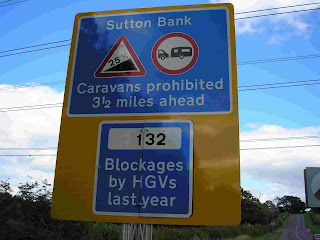 Sutton Bank
25%
Caravans prohibited
3½ miles ahead
132
Blockages
by HGVs
last year